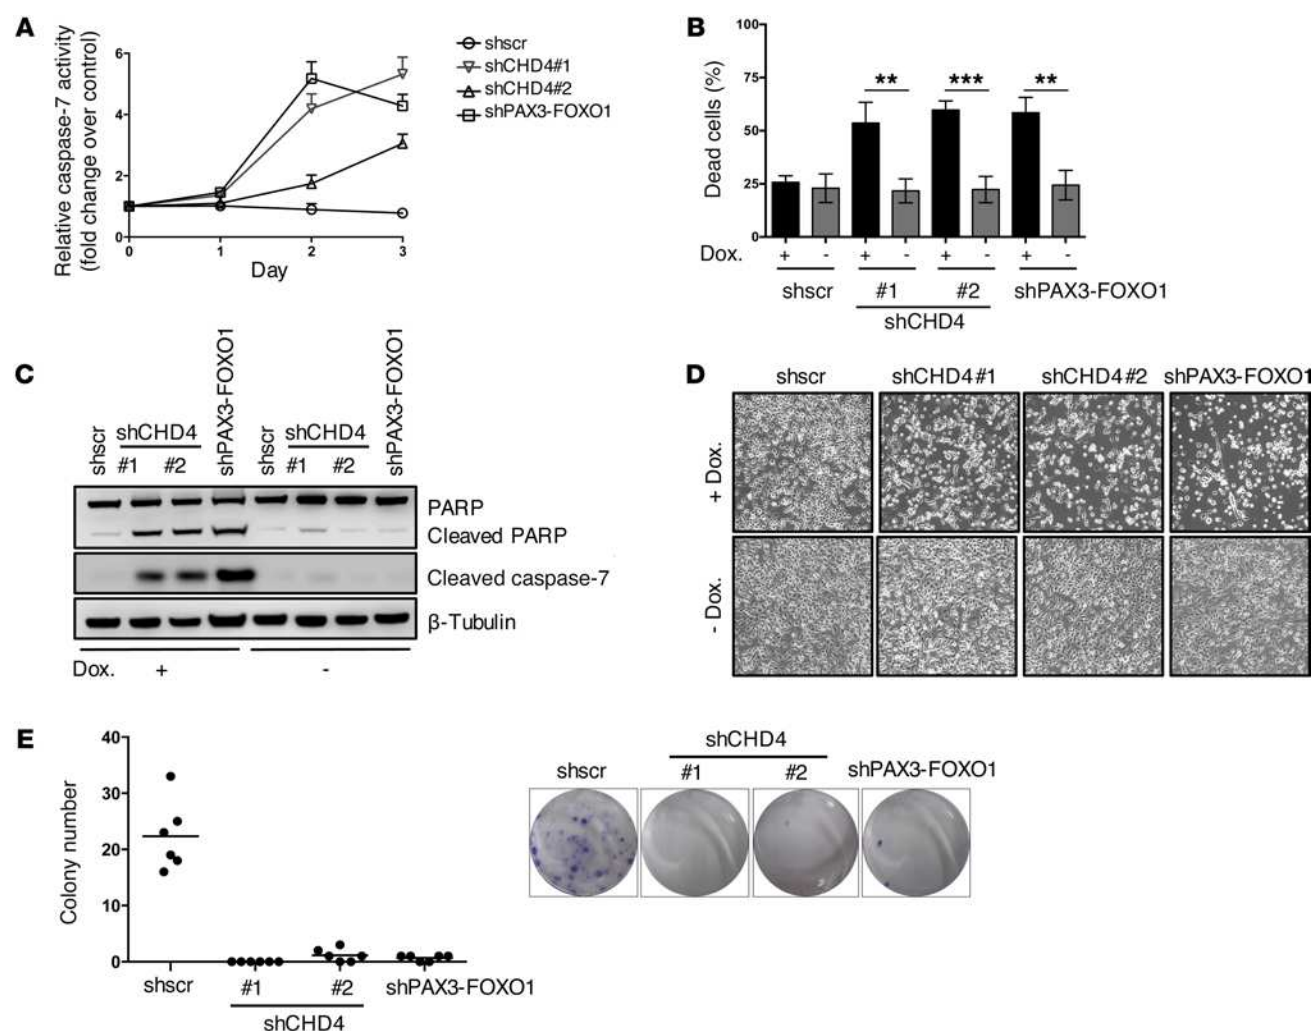 A
Relative caspase-7 activity
(fold change over control)
6
4
2
0
0 1 2 3
Day
shscr
shCHD4#1
shCHD4#2
shPAX3-FOXO1
B
Dead cells (%)
100
75
50
25
0
** *** **
Dox. + - + - + - + -
shscr #1 #2 shPAX3-FOXO1
shCHD4
C
shscr shCHD4 shPAX3-FOXO1 shscr shCHD4 shPAX3-FOXO1
#1 #2 #1 #2
PARP
Cleaved PARP
Cleaved caspase-7
β-Tubulin
Dox. + -
D
shscr shCHD4#1 shCHD4#2 shPAX3-FOXO1
+ Dox.
- Dox.
E
Colony number
40
30
20
10
0
shscr #1 #2 shPAX3-FOXO1
shCHD4
shCHD4
shscr #1 #2 shPAX3-FOXO1